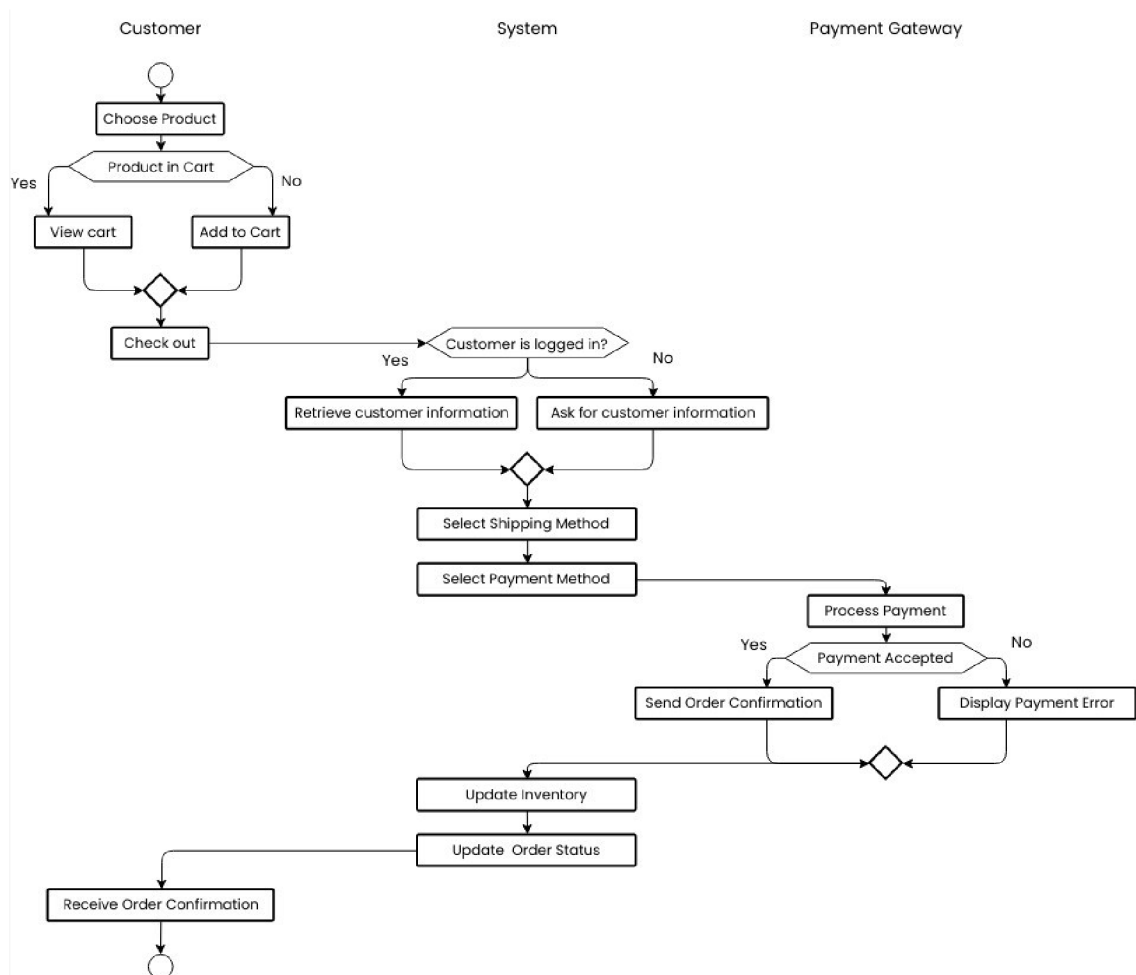 Customer
System
Payment Gateway
Choose Product
Product in Cart
Yes
No
View cart
Add to Cart
Check out
Customer is logged in?
Yes
No
Retrieve customer information
Ask for customer information
Select Shipping Method
Select Payment Method
Process Payment
Yes
No
Payment Accepted
Send Order Confirmation
Display Payment Error
Update Inventory
Update Order Status
Receive Order Confirmation